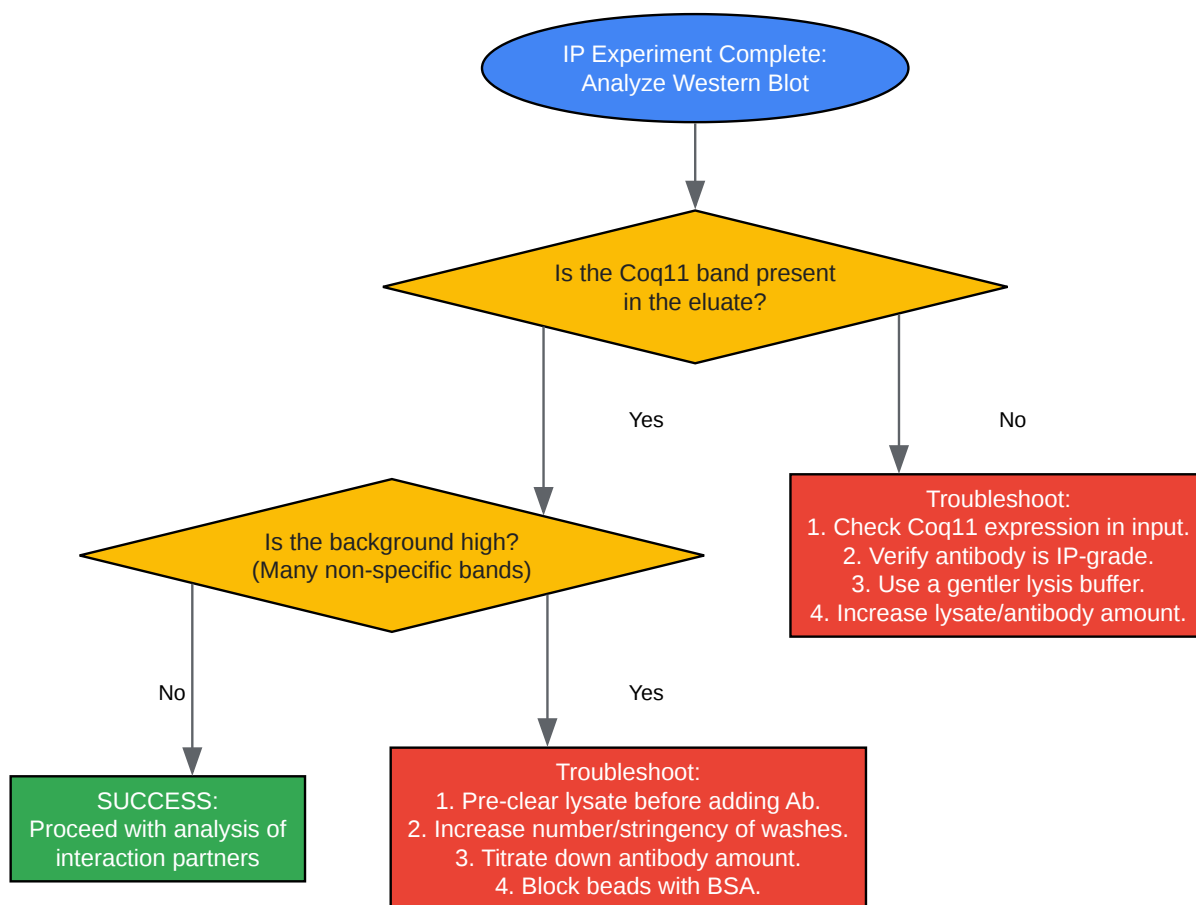 IP Experiment Complete:
Analyze Western Blot
Is the Coq11 band present
in the eluate?
Yes
No
Troubleshoot:
1. Check Coq11 expression in input.
2. Verify antibody is IP-grade.
3. Use a gentler lysis buffer.
4. Increase lysate/antibody amount.
Is the background high?
(Many non-specific bands)
No
Yes
SUCCESS:
Proceed with analysis of
interaction partners
Troubleshoot:
1. Pre-clear lysate before adding Ab.
2. Increase number/stringency of washes.
3. Titrate down antibody amount.
4. Block beads with BSA.